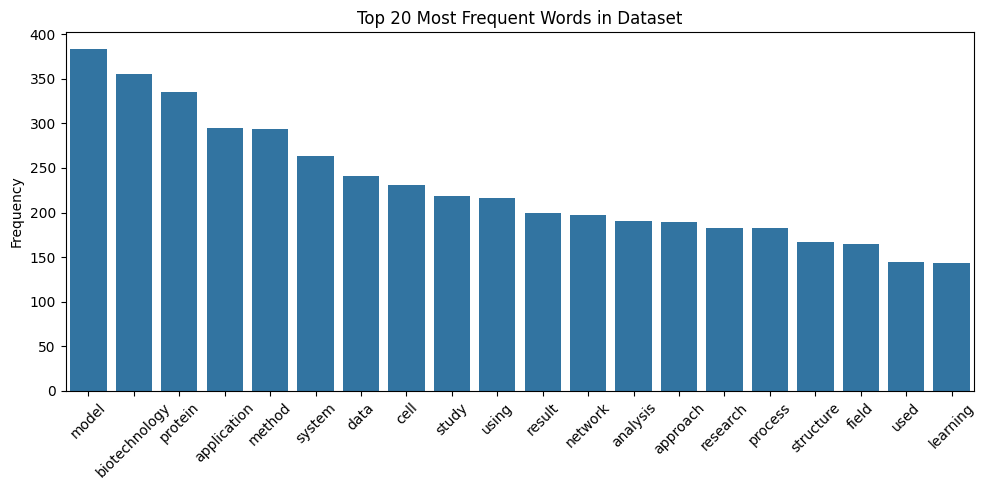 Top 20 Most Frequent Words in Dataset
Frequency
400
350
300
250
200
150
100
50
0
model
biotechnology
protein
application
method
system
data
cell
study
using
result
network
analysis
approach
research
process
structure
field
used
learning